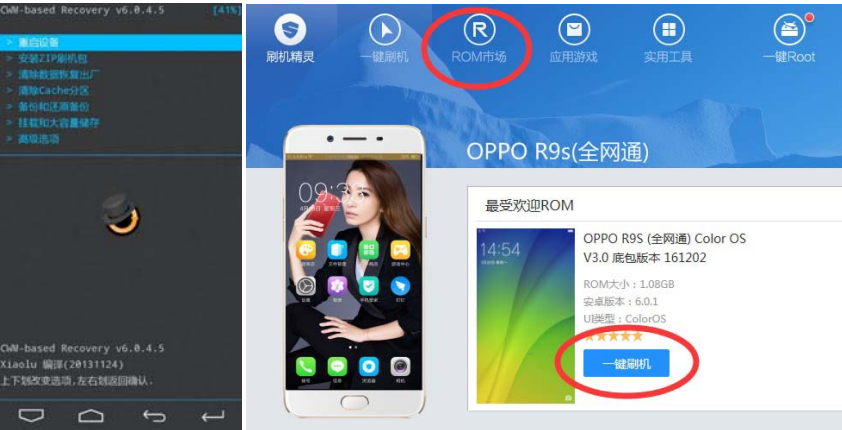 CWM-based Recovery v6.0.4.5 [41%]
> 重启设备
> 安装ZIP刷机包
> 清除数据恢复出厂
> 清除Cache分区
> 备份和还原备份
> 挂载和大容量储存
> 高级选项
CWM-based Recovery v6.0.4.5
Xiaolu 编译(20131124)
上下划改变选项,左右划返回确认.
刷机精灵 一键刷机 ROM市场 应用游戏 实用工具 一键Root
OPPO R9s(全网通)
09:3
最受欢迎ROM
14:54
OPPO R9S (全网通) Color OS
V3.0 底包版本 161202
ROM大小：1.08GB
安卓版本：6.0.1
UI类型：ColorOS
一键刷机